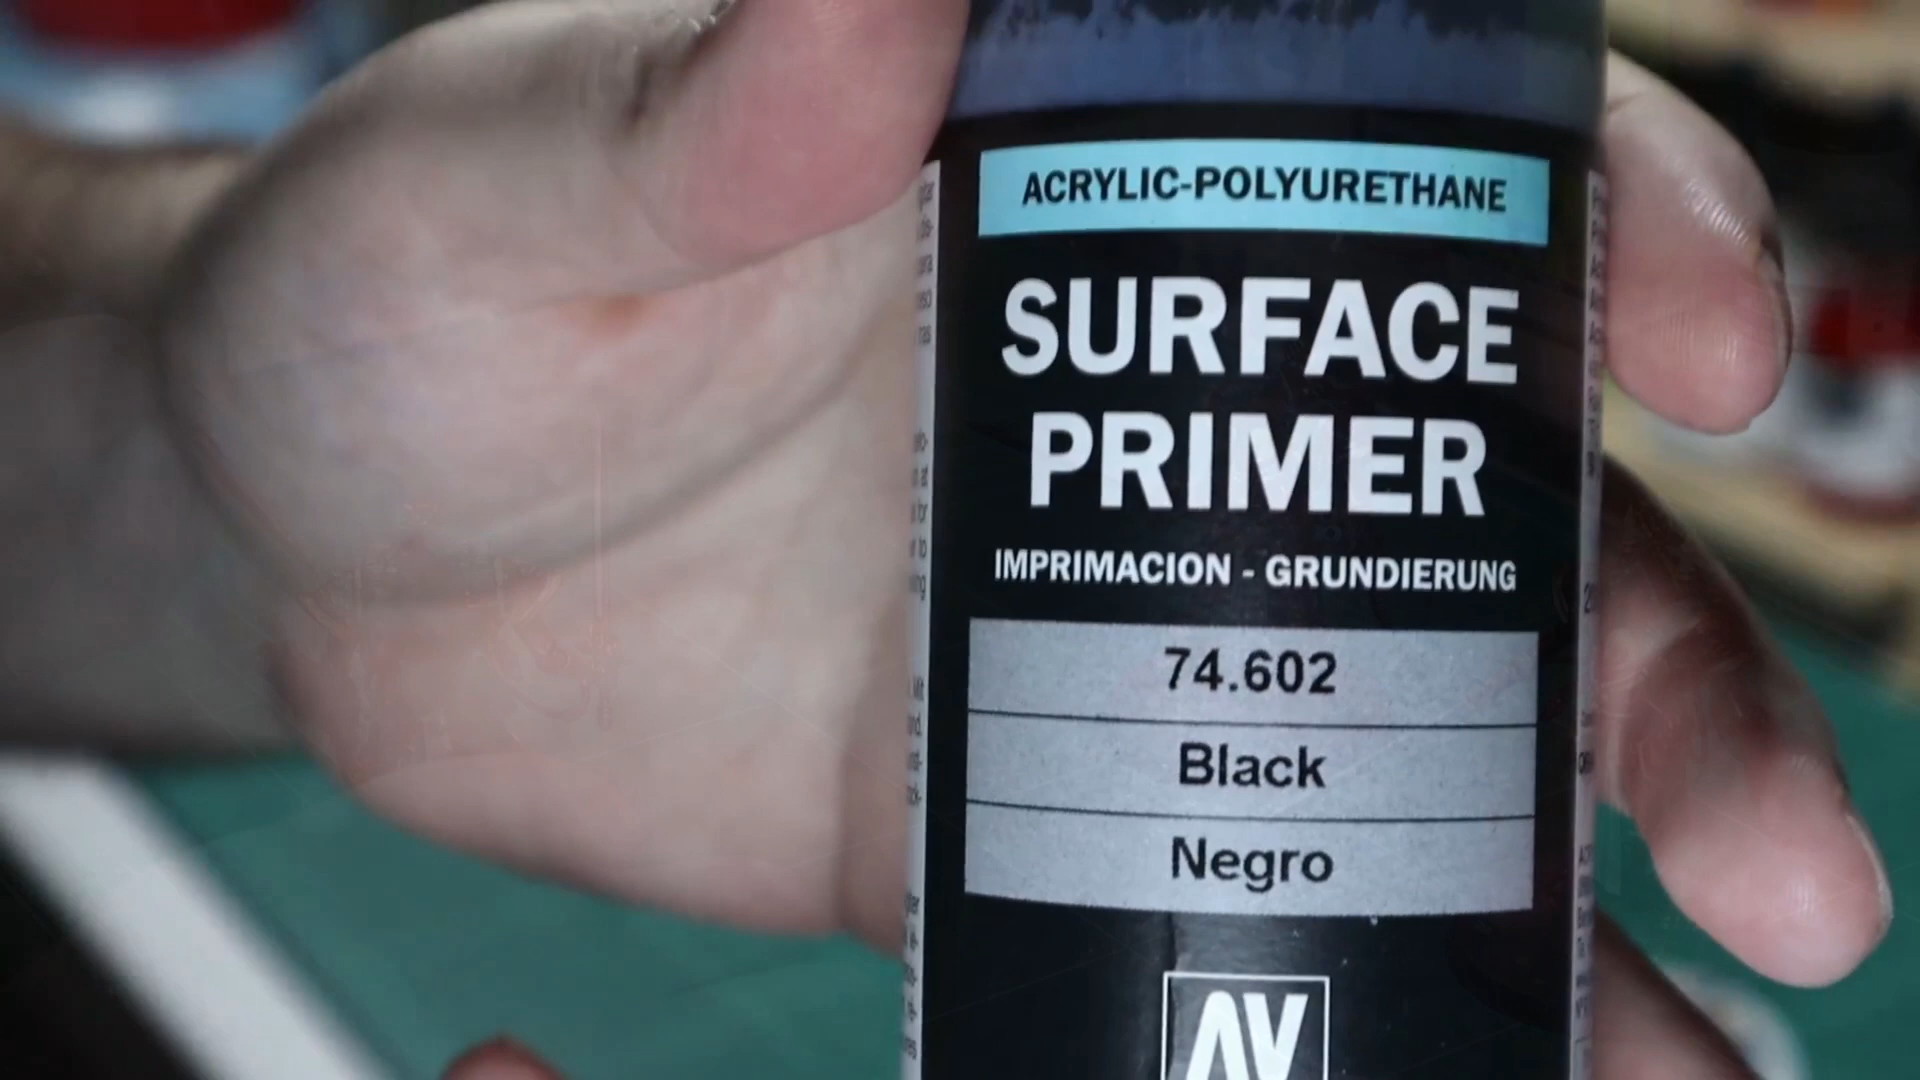 ACRYLIC-POLYURETHANE
SURFACE
PRIMER
IMPRIMACION - GRUNDIERUNG
74.602
Black
Negro
AV